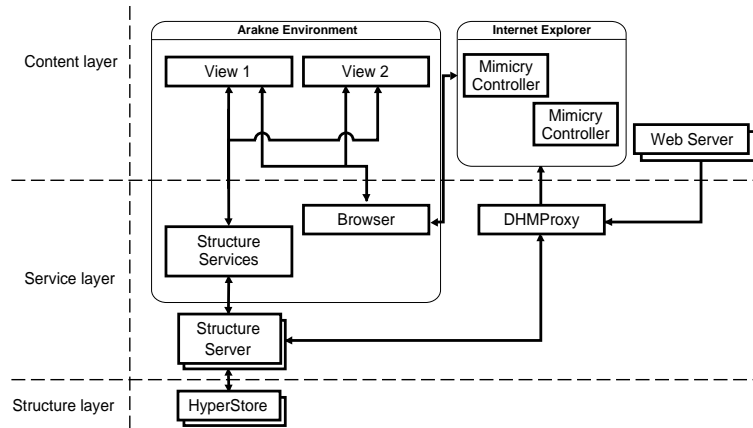 Arakne Environment
Internet Explorer
Content layer
View 1
View 2
Mimicry
Controller
Mimicry
Controller
Web Server
Browser
DHMProxy
Structure
Services
Service layer
Structure
Server
Structure layer
HyperStore